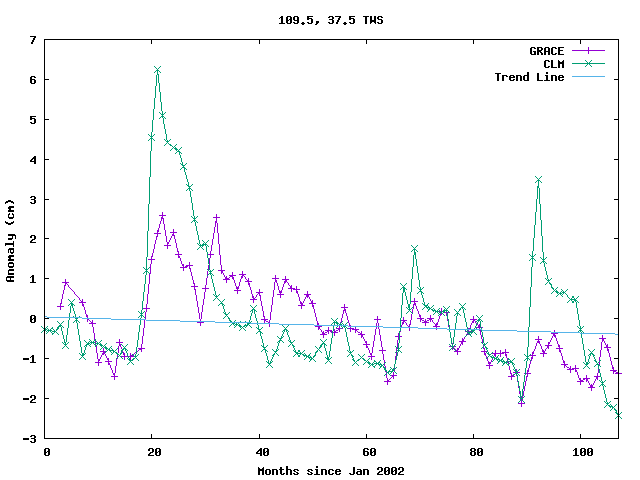 109.5, 37.5 TWS
GRACE
CLM
Trend Line
Anomaly (cm)
7
6
5
4
3
2
1
0
-1
-2
-3
0 20 40 60 80 100
Months since Jan 2002